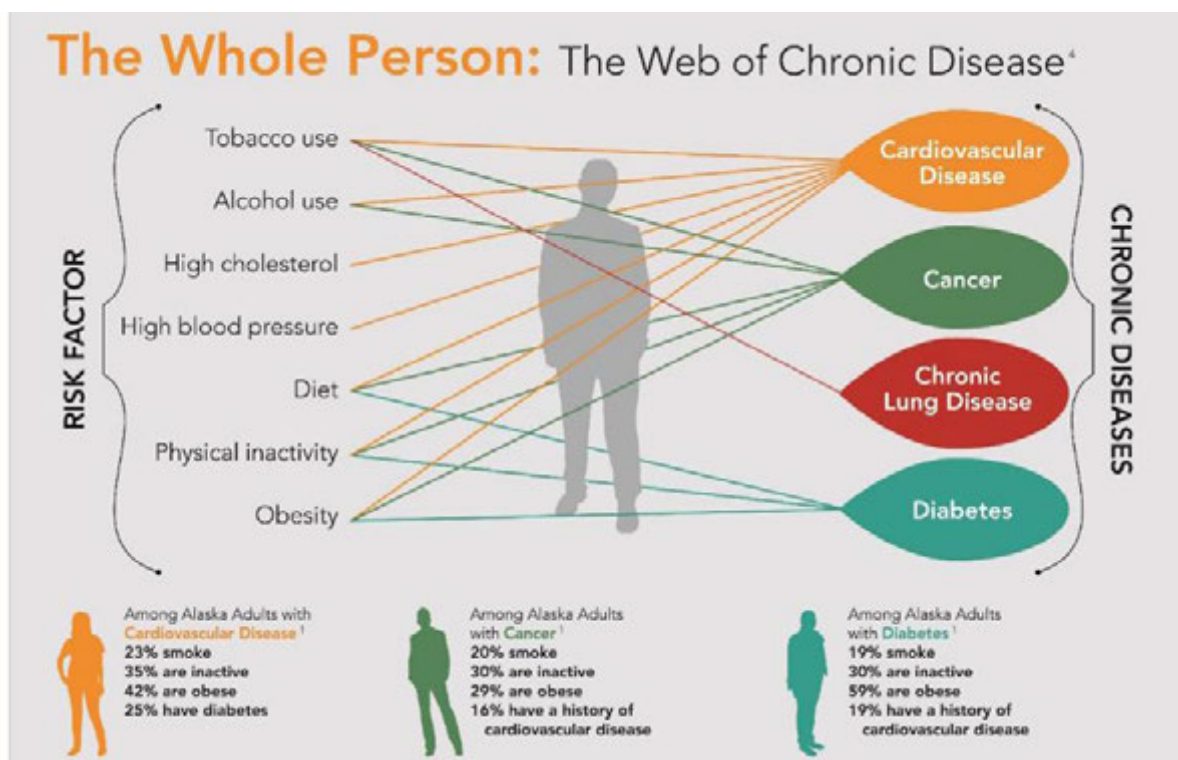 The Whole Person: The Web of Chronic Disease⁴
RISK FACTOR
Tobacco use
Alcohol use
High cholesterol
High blood pressure
Diet
Physical inactivity
Obesity
Cardiovascular
Disease
Cancer
Chronic
Lung Disease
Diabetes
CHRONIC DISEASES
Among Alaska Adults with
Cardiovascular Disease¹
23% smoke
35% are inactive
42% are obese
25% have diabetes
Among Alaska Adults
with Cancer¹
20% smoke
30% are inactive
29% are obese
16% have a history of
cardiovascular disease
Among Alaska Adults
with Diabetes¹
19% smoke
30% are inactive
59% are obese
19% have a history of
cardiovascular disease